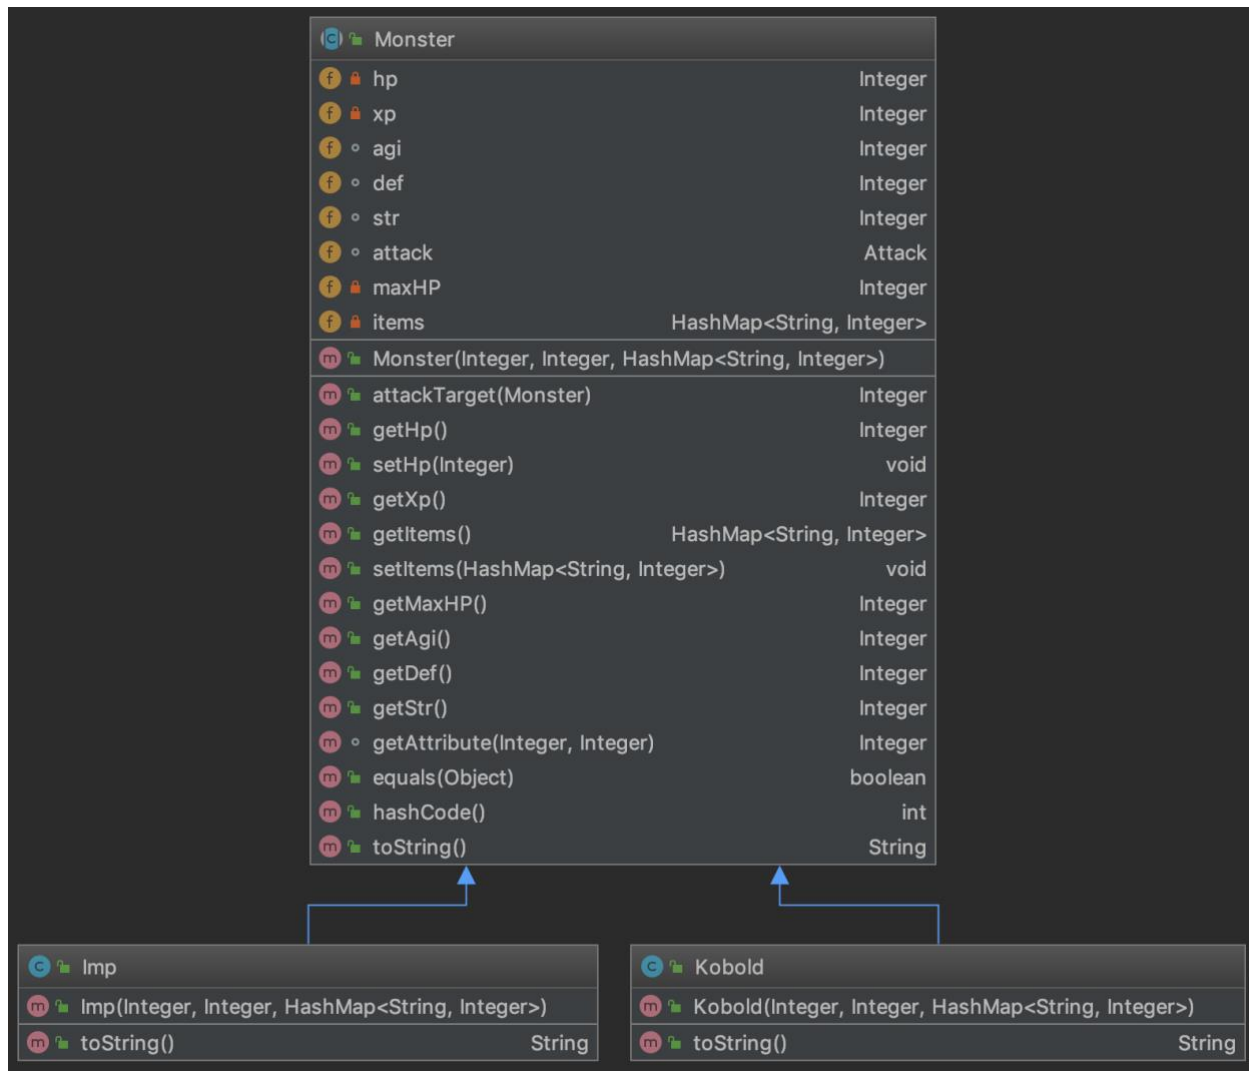 Monster
hp Integer
xp Integer
agi Integer
def Integer
str Integer
attack Attack
maxHP Integer
items HashMap<String, Integer>
Monster(Integer, Integer, HashMap<String, Integer>)
attackTarget(Monster) Integer
getHp() Integer
setHp(Integer) void
getXp() Integer
getItems() HashMap<String, Integer>
setItems(HashMap<String, Integer>) void
getMaxHP() Integer
getAgi() Integer
getDef() Integer
getStr() Integer
getAttribute(Integer, Integer) Integer
equals(Object) boolean
hashCode() int
toString() String
Imp
Imp(Integer, Integer, HashMap<String, Integer>)
toString() String
Kobold
Kobold(Integer, Integer, HashMap<String, Integer>)
toString() String